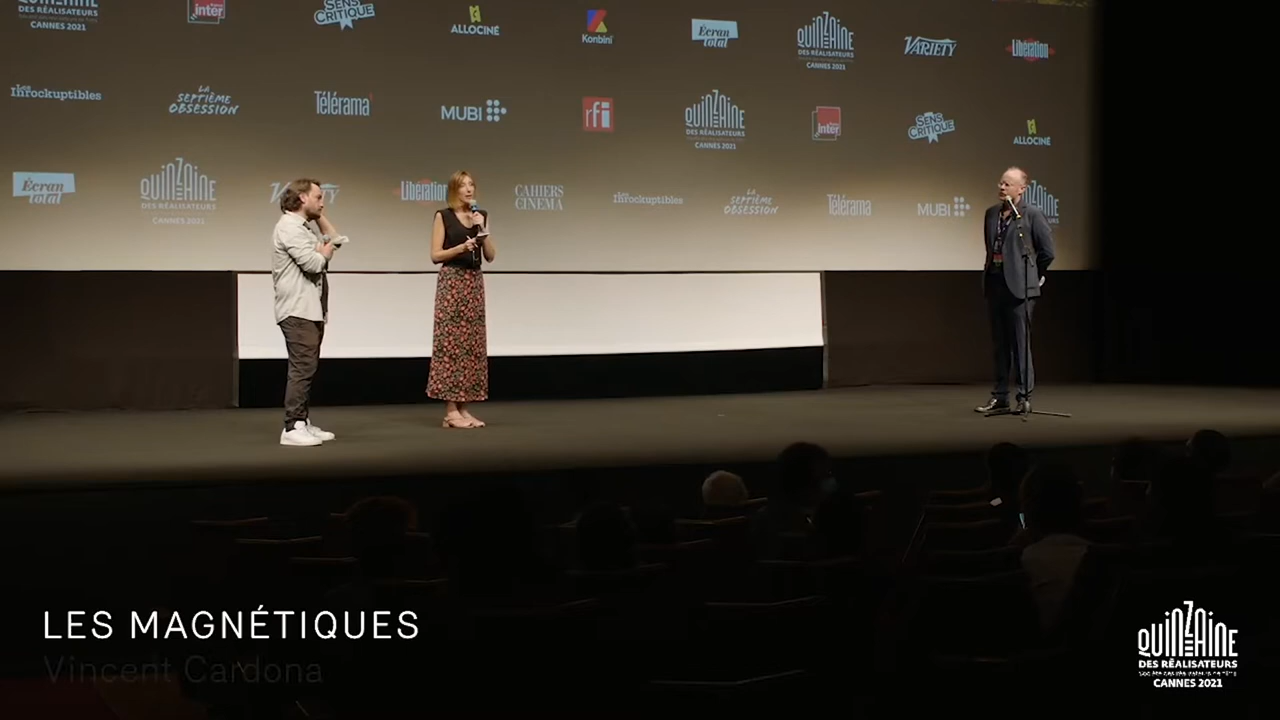 QUINZAINE
DES RÉALISATEURS
CANNES 2021
inter
SENS CRITIQUE
ALLOCINÉ
Konbini
Écran total
QUINZAINE
DES RÉALISATEURS
CANNES 2021
VARIETY
Libération
les Inrockuptibles
LA SEPTIÈME OBSESSION
Télérama
MUBI
rfi
QUINZAINE
DES RÉALISATEURS
CANNES 2021
inter
SENS CRITIQUE
ALLOCINÉ
Écran total
QUINZAINE
DES RÉALISATEURS
CANNES 2021
Libération
CAHIERS
CINEMA
les Inrockuptibles
LA SEPTIÈME OBSESSION
Télérama
MUBI
LES MAGNÉTIQUES
Vincent Cardona
QUINZAINE
DES RÉALISATEURS
CANNES 2021